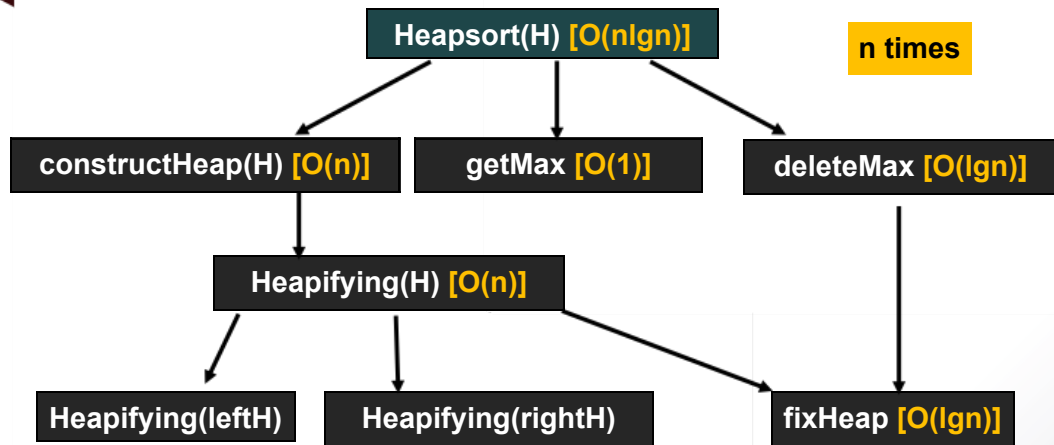 Heapsort(H) [O(nlgn)]
n times
constructHeap(H) [O(n)]
getMax [O(1)]
deleteMax [O(lgn)]
Heapifying(H) [O(n)]
Heapifying(leftH)
Heapifying(rightH)
fixHeap [O(lgn)]